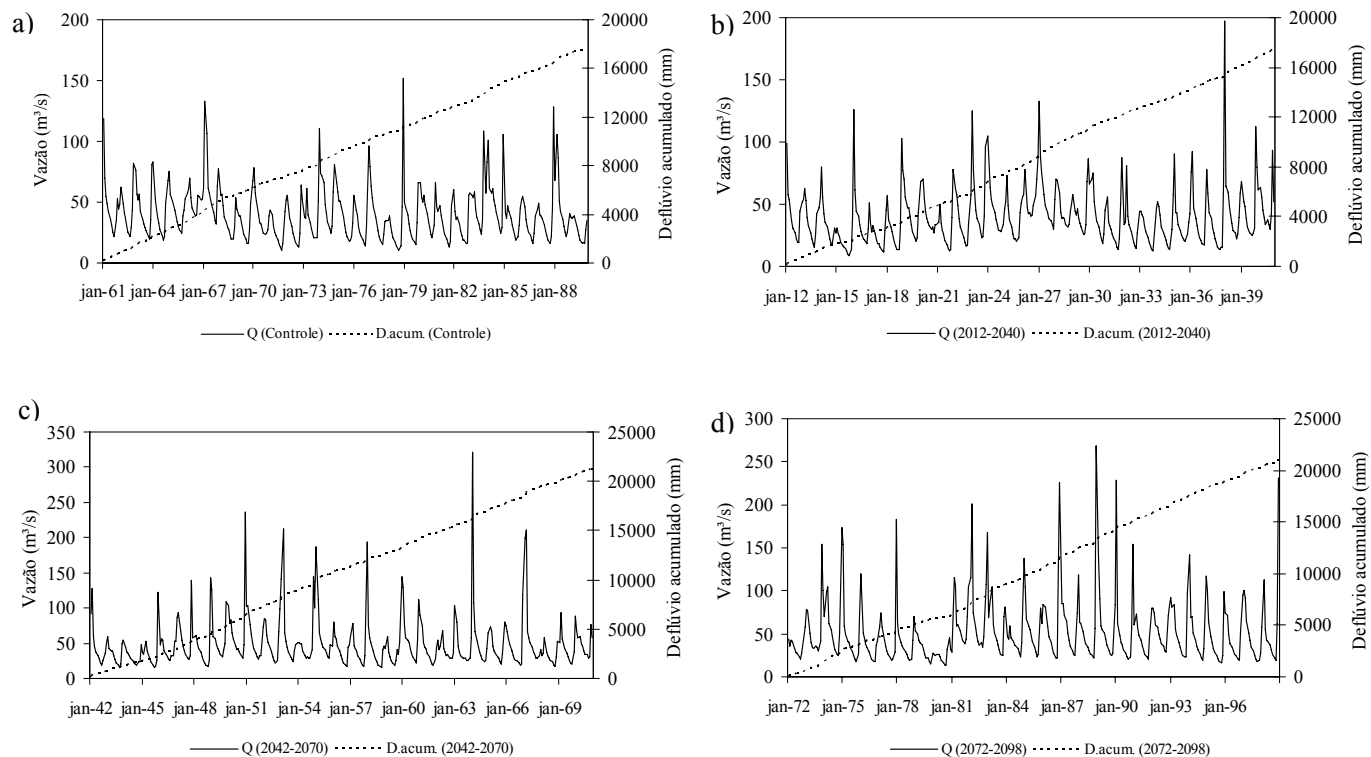 a)
Vazão (m³/s)
200
150
100
50
0
20000
16000
12000
8000
4000
0
Deflúvio acumulado (mm)
jan-61 jan-64 jan-67 jan-70 jan-73 jan-76 jan-79 jan-82 jan-85 jan-88
Q (Controle) D.acum. (Controle)
b)
Vazão (m³/s)
200
150
100
50
0
20000
16000
12000
8000
4000
0
Deflúvio acumulado (mm)
jan-12 jan-15 jan-18 jan-21 jan-24 jan-27 jan-30 jan-33 jan-36 jan-39
Q (2012-2040) D.acum. (2012-2040)
c)
Vazão (m³/s)
350
300
250
200
150
100
50
0
25000
20000
15000
10000
5000
0
Deflúvio acumulado (mm)
jan-42 jan-45 jan-48 jan-51 jan-54 jan-57 jan-60 jan-63 jan-66 jan-69
Q (2042-2070) D.acum. (2042-2070)
d)
Vazão (m³/s)
300
250
200
150
100
50
0
25000
20000
15000
10000
5000
0
Deflúvio acumulado (mm)
jan-72 jan-75 jan-78 jan-81 jan-84 jan-87 jan-90 jan-93 jan-96
Q (2072-2098) D.acum. (2072-2098)